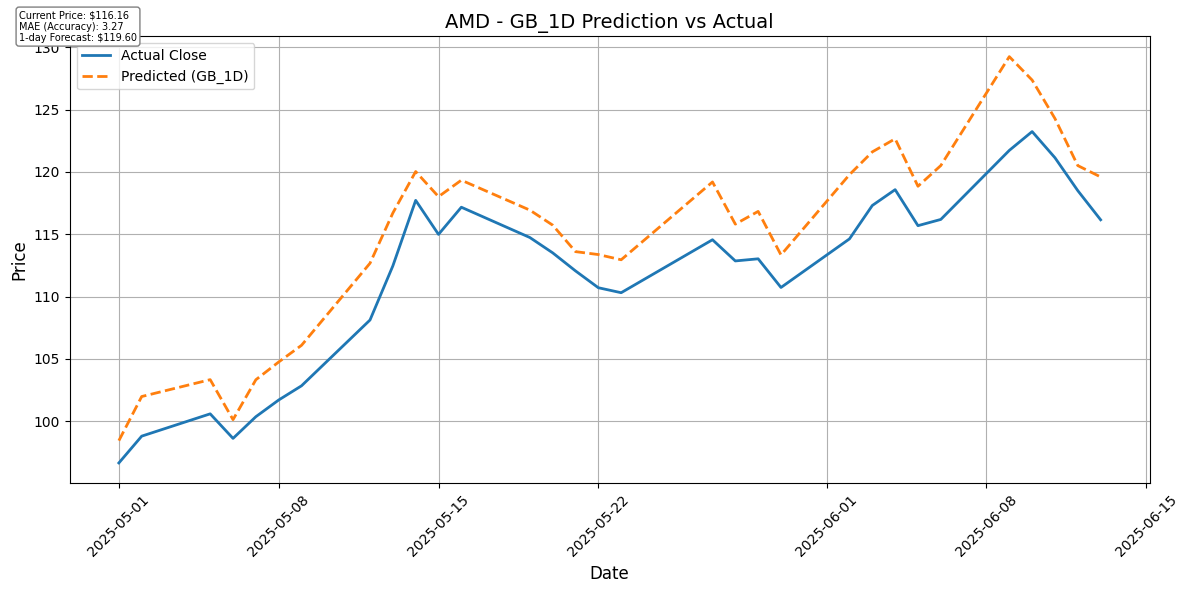 AMD - GB_1D Prediction vs Actual
Current Price: $116.16
MAE (Accuracy): 3.27
1-day Forecast: $119.60
Actual Close
Predicted (GB_1D)
Price
130
125
120
115
110
105
100
2025-05-01
2025-05-08
2025-05-15
2025-05-22
2025-06-01
2025-06-08
2025-06-15
Date